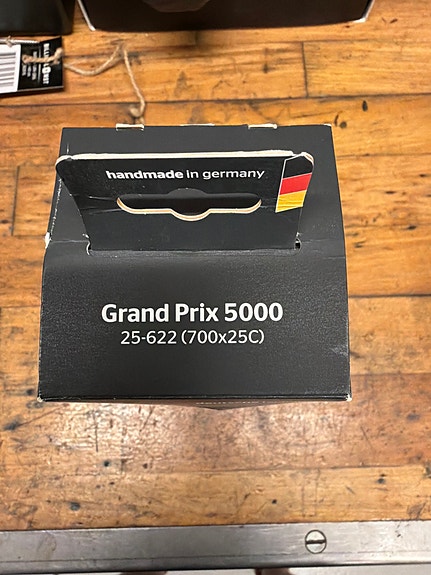 handmade in germany
Grand Prix 5000
25-622 (700x25C)